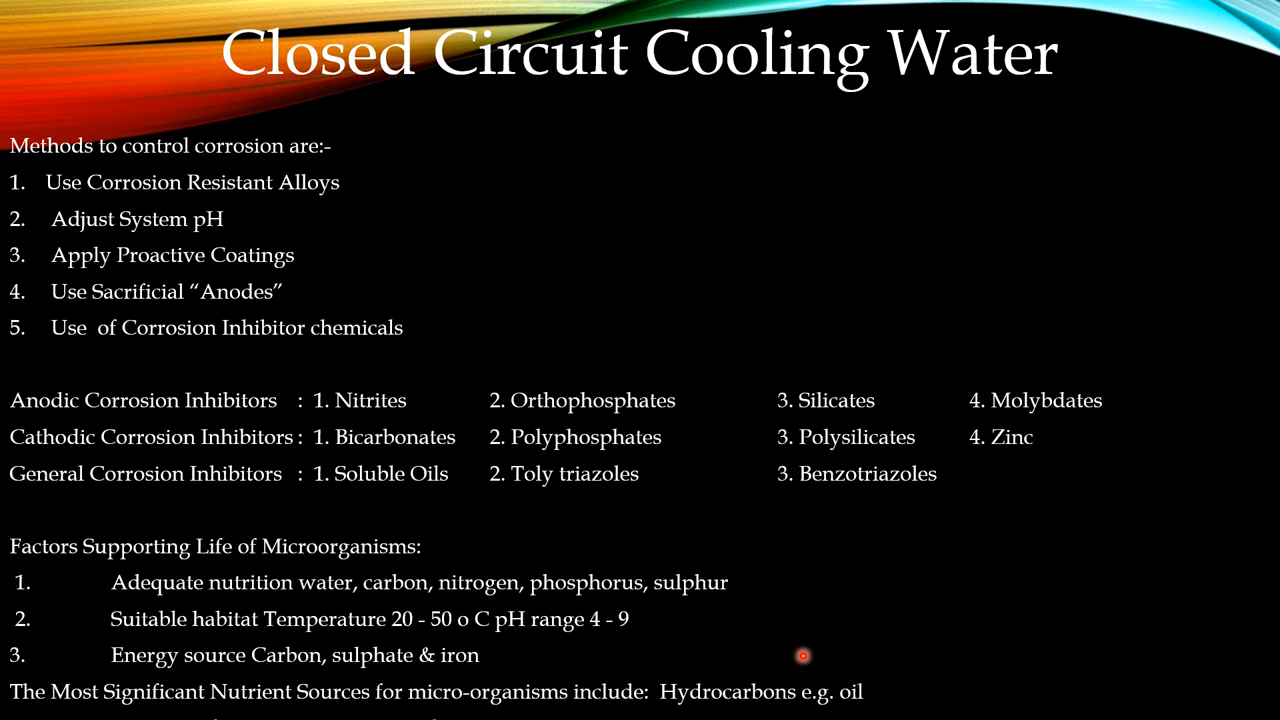 Closed Circuit Cooling Water
Methods to control corrosion are:-
1. Use Corrosion Resistant Alloys
2. Adjust System pH
3. Apply Proactive Coatings
4. Use Sacrificial “Anodes”
5. Use of Corrosion Inhibitor chemicals
Anodic Corrosion Inhibitors : 1. Nitrites 2. Orthophosphates 3. Silicates 4. Molybdates
Cathodic Corrosion Inhibitors : 1. Bicarbonates 2. Polyphosphates 3. Polysilicates 4. Zinc
General Corrosion Inhibitors : 1. Soluble Oils 2. Toly triazoles 3. Benzotriazoles
Factors Supporting Life of Microorganisms:
1. Adequate nutrition water, carbon, nitrogen, phosphorus, sulphur
2. Suitable habitat Temperature 20 - 50 o C pH range 4 - 9
3. Energy source Carbon, sulphate & iron
The Most Significant Nutrient Sources for micro-organisms include: Hydrocarbons e.g. oil